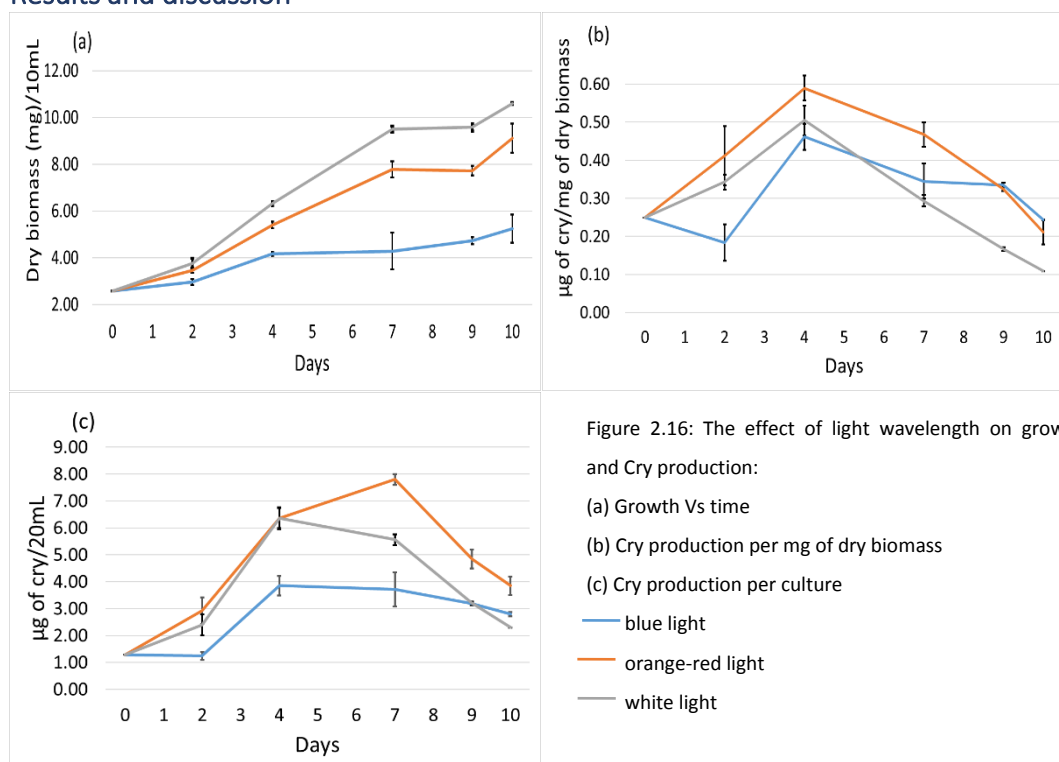 Results and discussion
(a)
Dry biomass (mg)/10mL
12.00
10.00
8.00
6.00
4.00
2.00
0 1 2 3 4 5 6 7 8 9 10
Days
(b)
µg of cry/mg of dry biomass
0.60
0.50
0.40
0.30
0.20
0.10
0.00
0 1 2 3 4 5 6 7 8 9 10
Days
(c)
µg of cry/20mL
9.00
8.00
7.00
6.00
5.00
4.00
3.00
2.00
1.00
0.00
0 1 2 3 4 5 6 7 8 9 10
Days
Figure 2.16: The effect of light wavelength on grow
and Cry production:
(a) Growth Vs time
(b) Cry production per mg of dry biomass
(c) Cry production per culture
blue light
orange-red light
white light